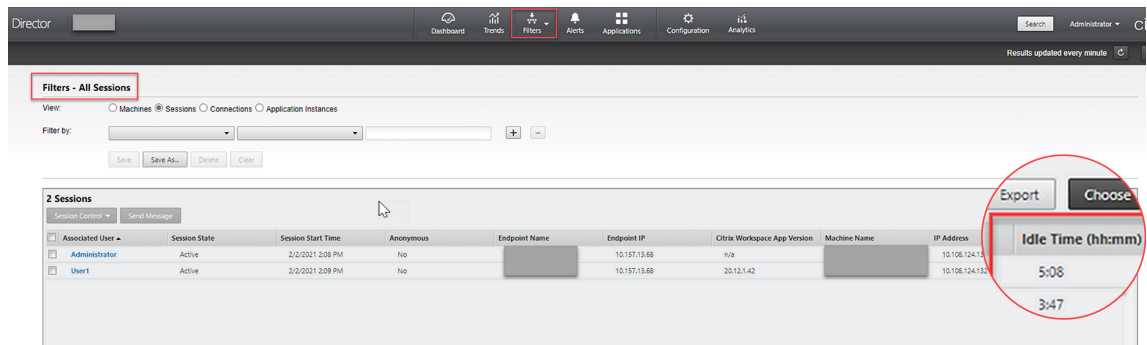 Director
Dashboard Trends Filters Alerts Applications Configuration Analytics Search Administrator
Results updated every minute
Filters - All Sessions
View: Machines Sessions Connections Application Instances
Filter by:
Save Save As... Delete Clear
2 Sessions
Session Control Send Message
Export Choose
Associated User Session State Session Start Time Anonymous Endpoint Name Endpoint IP Citrix Workspace App Version Machine Name IP Address Idle Time (hh:mm)
Administrator Active 2/2/2021 2:08 PM No 10.157.13.68 n/a 5:08
User1 Active 2/2/2021 2:09 PM No 10.157.13.68 20.12.1.42 3:47